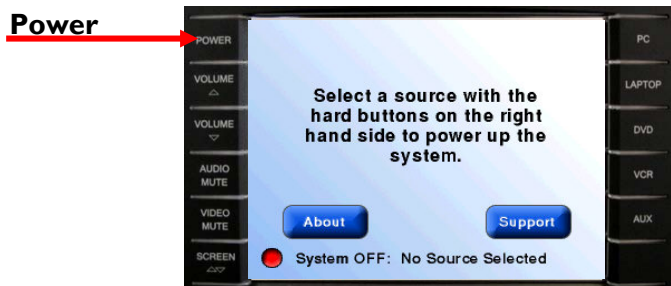 Power
POWER
VOLUME
VOLUME
AUDIO
MUTE
VIDEO
MUTE
SCREEN
Select a source with the
hard buttons on the right
hand side to power up the
system.
About
Support
System OFF: No Source Selected
PC
LAPTOP
DVD
VCR
AUX